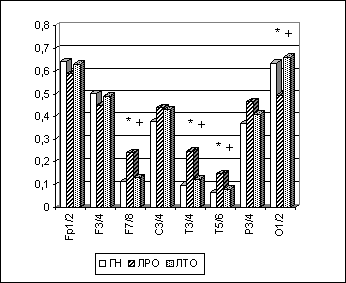 0,8
0,7
0,6
0,5
0,4
0,3
0,2
0,1
0
* +
* +
* +
* +
Fp1/2
F3/4
F7/8
C3/4
T3/4
T5/6
P3/4
O1/2
ГН ЛРО ЛТО